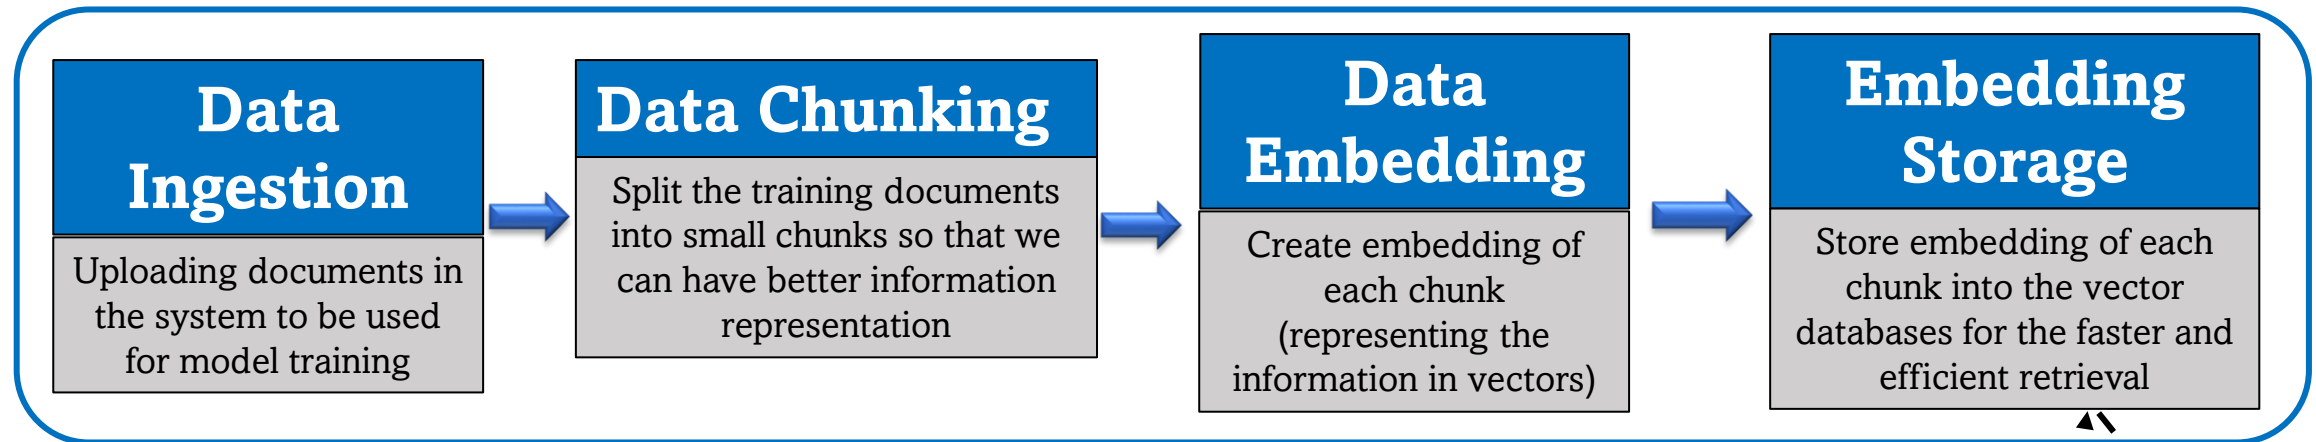 Data
Ingestion
Uploading documents in
the system to be used
for model training
Data Chunking
Split the training documents
into small chunks so that we
can have better information
representation
Data
Embedding
Create embedding of
each chunk
(representing the
information in vectors)
Embedding
Storage
Store embedding of each
chunk into the vector
databases for the faster and
efficient retrieval